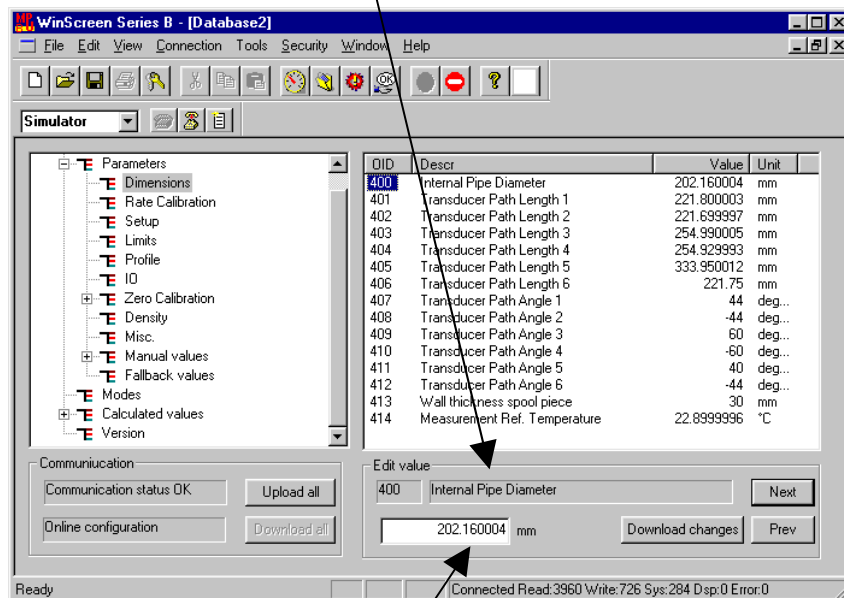 WinScreen Series B - [Database2]
File Edit View Connection Tools Security Window Help
OK
Simulator
Parameters
Dimensions
Rate Calibration
Setup
Limits
Profile
IO
Zero Calibration
Density
Misc.
Manual values
Fallback values
Modes
Calculated values
Version
OID Descr Value Unit
400 Internal Pipe Diameter 202.160004 mm
401 Transducer Path Length 1 221.800003 mm
402 Transducer Path Length 2 221.699997 mm
403 Transducer Path Length 3 254.990005 mm
404 Transducer Path Length 4 254.929993 mm
405 Transducer Path Length 5 333.950012 mm
406 Transducer Path Length 6 221.75 mm
407 Transducer Path Angle 1 44 deg...
408 Transducer Path Angle 2 -44 deg...
409 Transducer Path Angle 3 60 deg...
410 Transducer Path Angle 4 -60 deg...
411 Transducer Path Angle 5 40 deg...
412 Transducer Path Angle 6 -44 deg...
413 Wall thickness spool piece 30 mm
414 Measurement Ref. Temperature 22.8999996 °C
Communiucation
Communication status OK Upload all
Online configuration Download all
Edit value
400 Internal Pipe Diameter Next
202.160004 mm Download changes Prev
Ready Connected Read:3960 Write:726 Sys:284 Dsp:0 Error:0